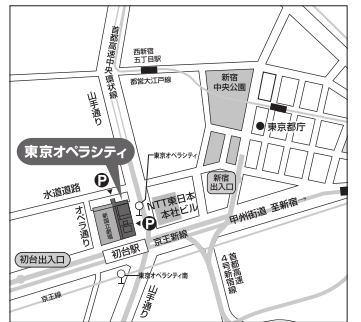 首都高速中央環状線
西新宿
五丁目駅
都営大江戸線
新宿
中央公園
山手通り
東京都庁
東京オペラシティ
東京オペラシティ
P
水道道路
新宿
出入口
NTT東日本
本社ビル
オペラ通り
新国立劇場
P
甲州街道 至新宿→
京王新線
初台駅
初台出入口
東京オペラシティ南
首都高速
4号新宿線
京王線
山手通り